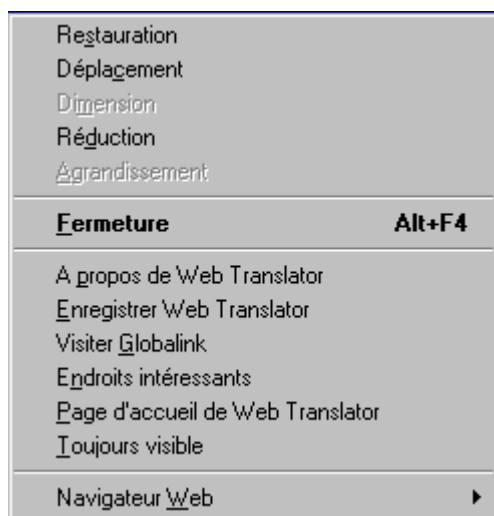 Restauration
Déplacement
Dimension
Réduction
Agrandissement
Fermeture Alt+F4
A propos de Web Translator
Enregistrer Web Translator
Visiter Globalink
Endroits intéressants
Page d'accueil de Web Translator
Toujours visible
Navigateur Web